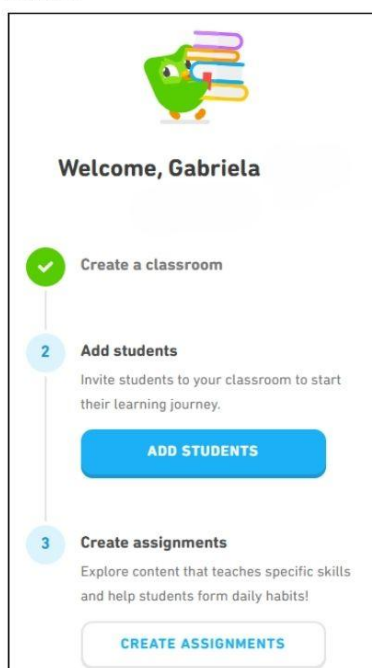 Welcome, Gabriela
Create a classroom
2
Add students
Invite students to your classroom to start
their learning journey.
ADD STUDENTS
3
Create assignments
Explore content that teaches specific skills
and help students form daily habits!
CREATE ASSIGNMENTS